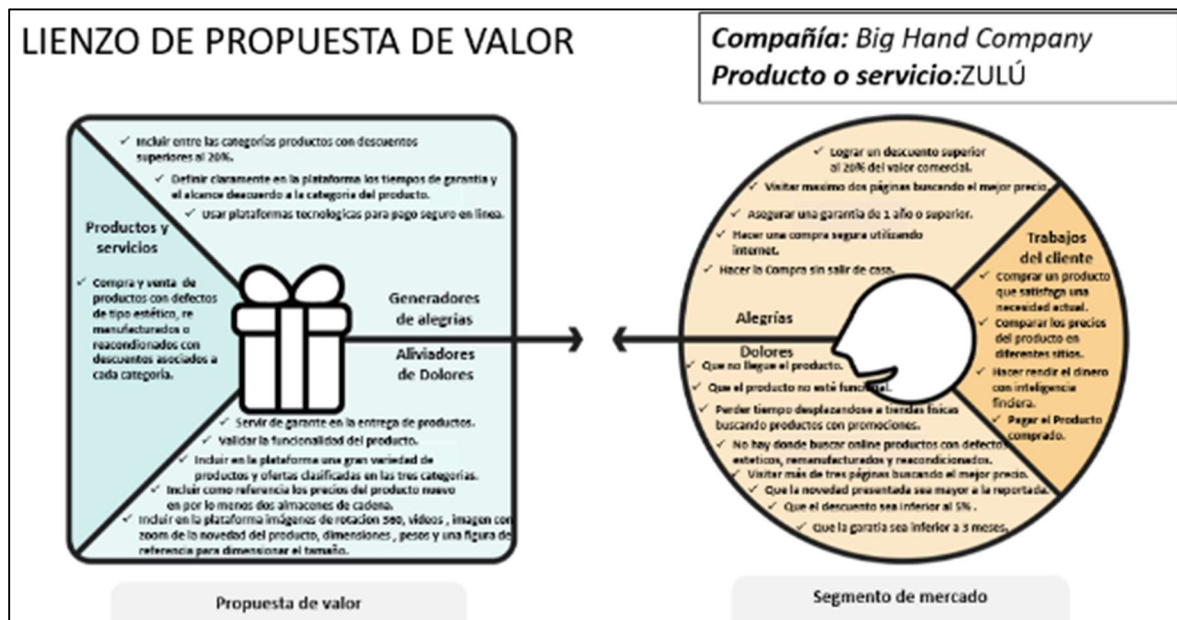 LIENZO DE PROPUESTA DE VALOR
Compañía: Big Hand Company
Producto o servicio:ZULÚ
✓ Incluir entre las categorías productos con descuentos
superiores al 20%.
✓ Definir claramente en la plataforma los tiempos de garantía y
el alcance deacuerdo a la categoria del producto.
✓ Usar plataformas tecnologicas para pago seguro en linea.
Productos y
servicios
✓ Compra y venta de
productos con defectos
de tipo estético, re
manufacturados o
reacondicionados con
descuentos asociados a
cada categoría.
Generadores
de alegrias
Aliviadores
de Dolores
✓ Servir de garante en la entrega de productos.
✓ Validar la funcionalidad del producto.
✓ Incluir en la plataforma una gran variedad de
productos y ofertas clasificadas en las tres categorías.
✓ Incluir como referencia los precios del producto nuevo
en por lo menos dos almacenes de cadena.
✓ Incluir en la plataforma imágenes de rotacion 360, videos , imagen con
zoom de la novedad del producto, dimensiones , pesos y una figura de
referencia para dimensionar el tamaño.
Propuesta de valor
✓ Lograr un descuento superior
al 20% del valor comercial.
✓ Visitar maximo dos páginas buscando el mejor precio.
✓ Asegurar una garantia de 1 año o superior.
✓ Hacer una compra segura utilizando
internet.
✓ Hacer la Compra sin salir de casa.
Alegrías
Dolores
✓ Que no llegue el producto.
✓ Que el producto no esté funcional.
✓ Perder tiempo desplazandose a tiendas físicas
buscando productos con promociones.
✓ No hay donde buscar online productos con defectos
esteticos, remanufacturados y reacondicionados.
✓ Visitar más de tres páginas buscando el mejor precio.
✓ Que la novedad presentada sea mayor a la reportada.
✓ Que el descuento sea inferior al 5% .
✓ Que la garatia sea inferior a 3 meses.
Trabajos
del cliente
✓ Comprar un producto
que satisfaga una
necesidad actual.
✓ Comparar los precios
del producto en
diferentes sitios.
✓ Hacer rendir el dinero
con inteligencia
finciera.
✓ Pagar el Producto
comprado.
Segmento de mercado